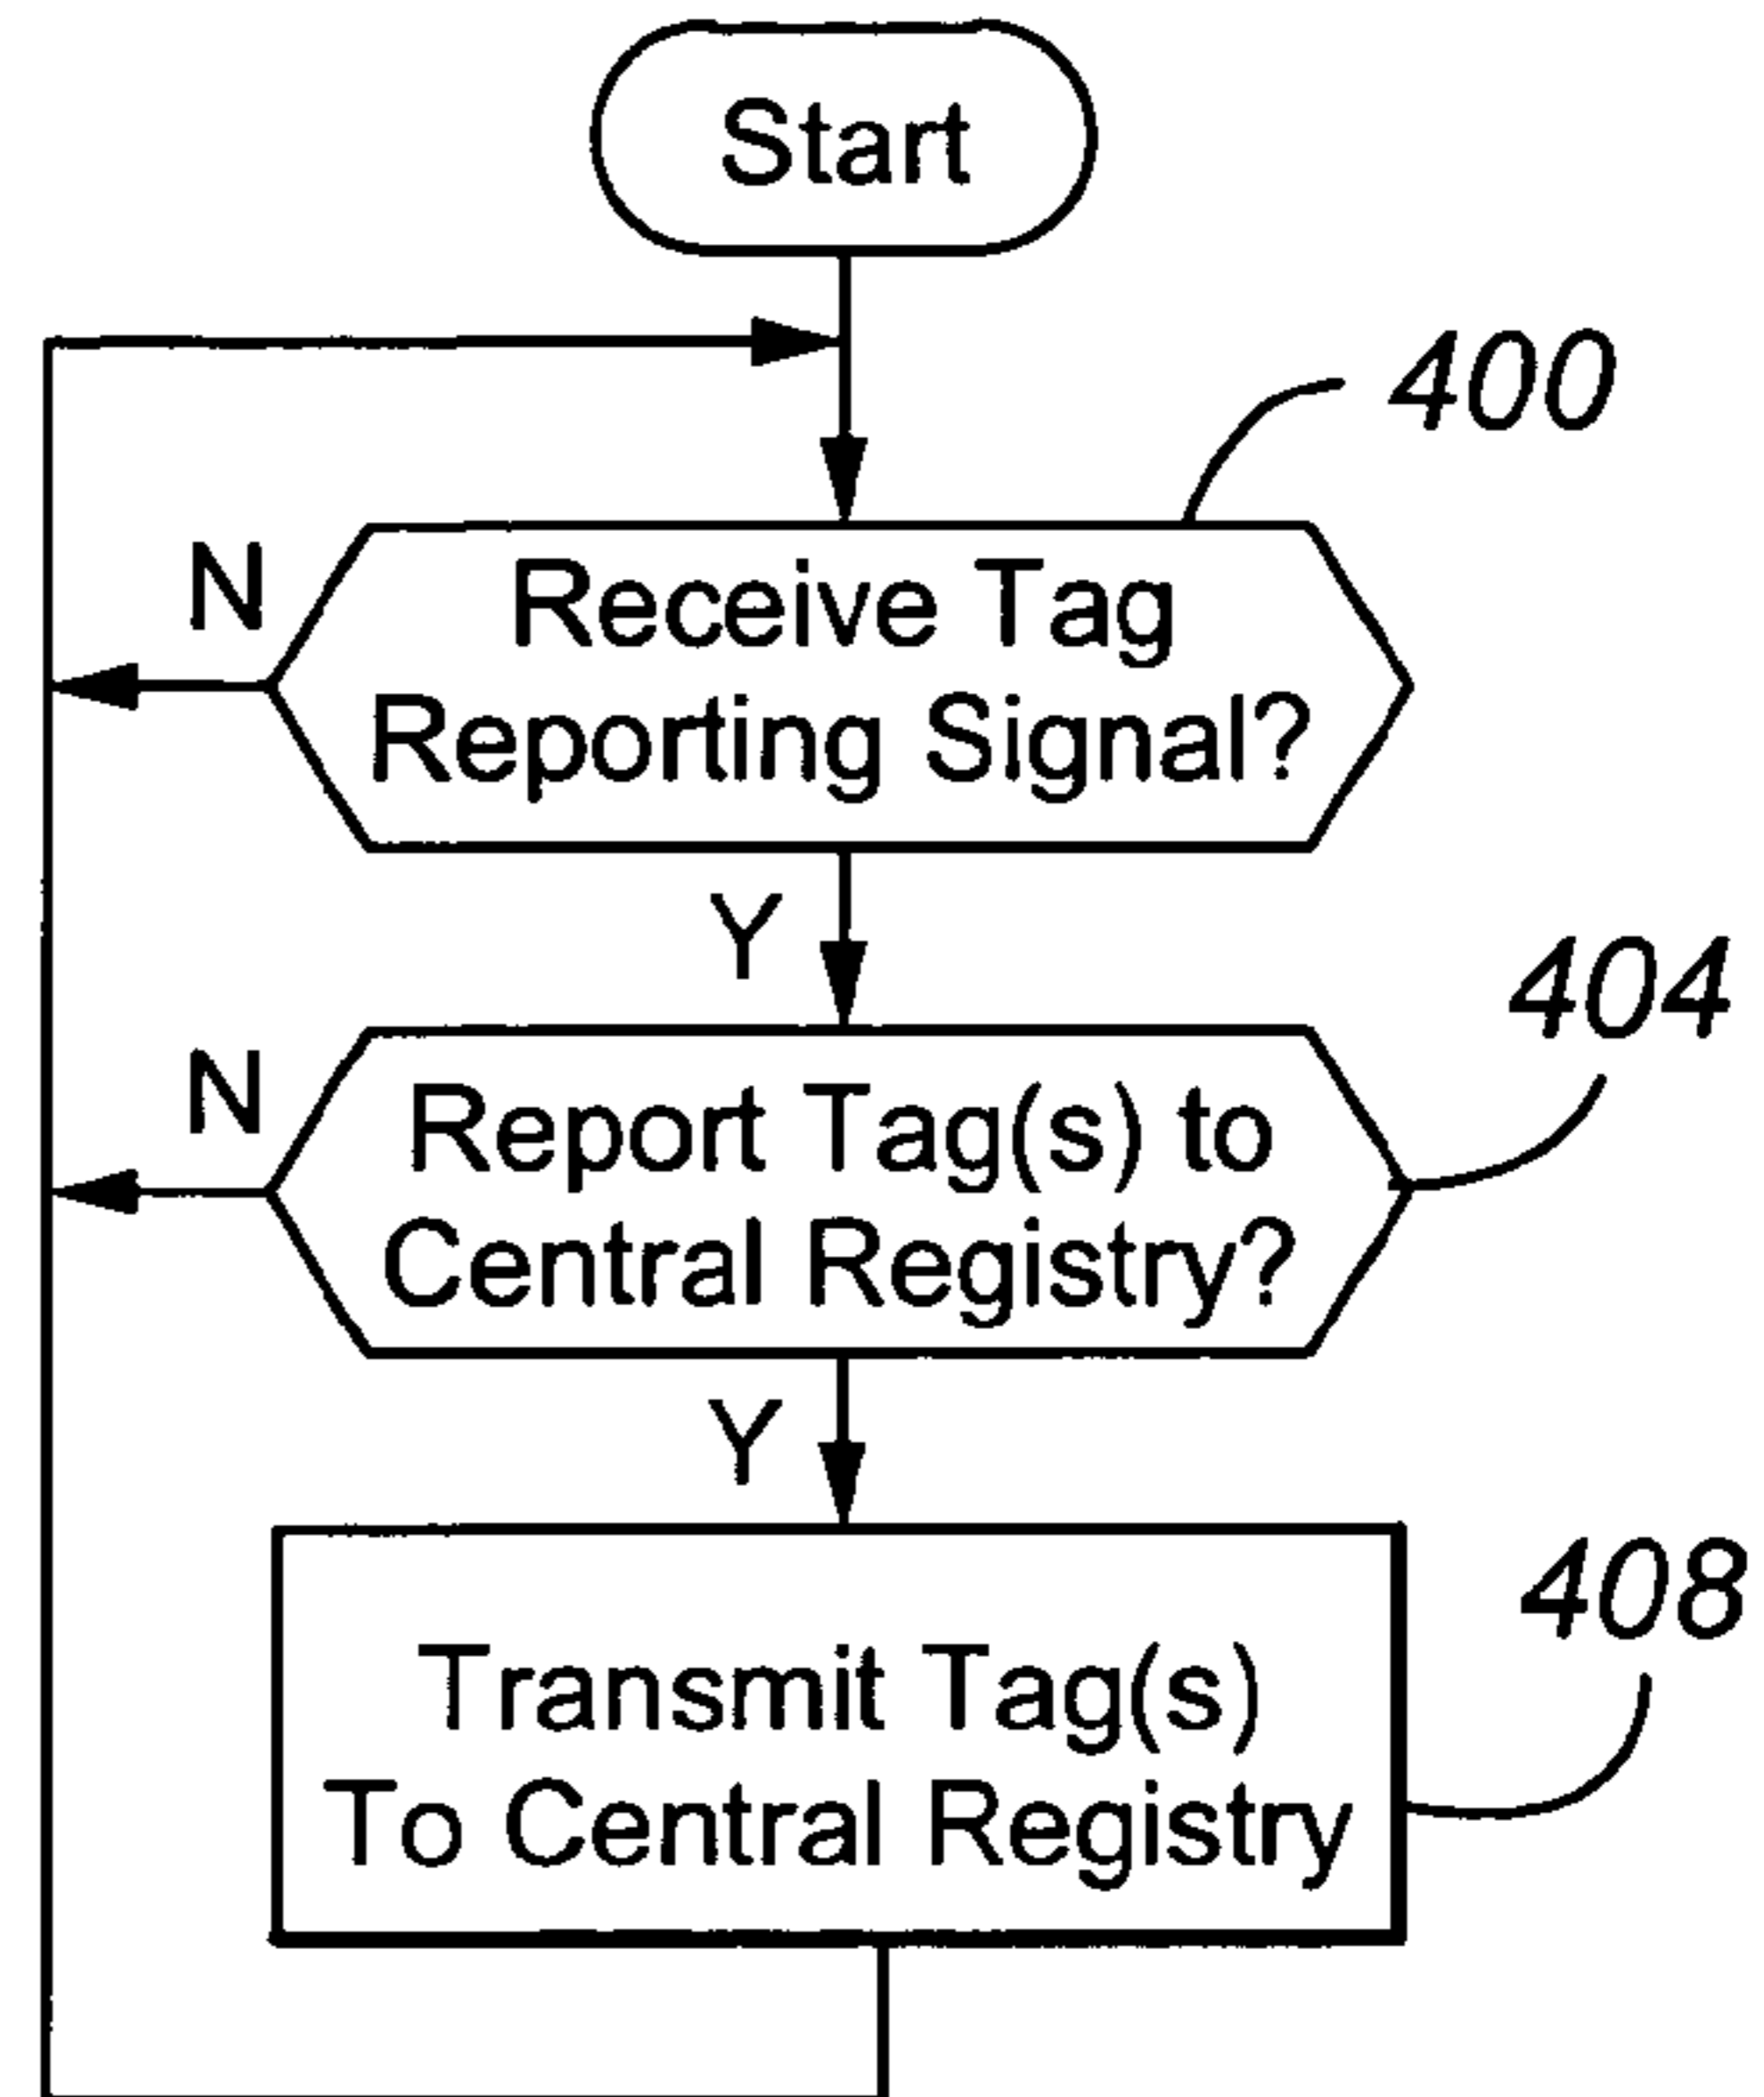 Start
400
N
Receive Tag
Reporting Signal?
Y
404
N
Report Tag(s) to
Central Registry?
Y
408
Transmit Tag(s)
To Central Registry